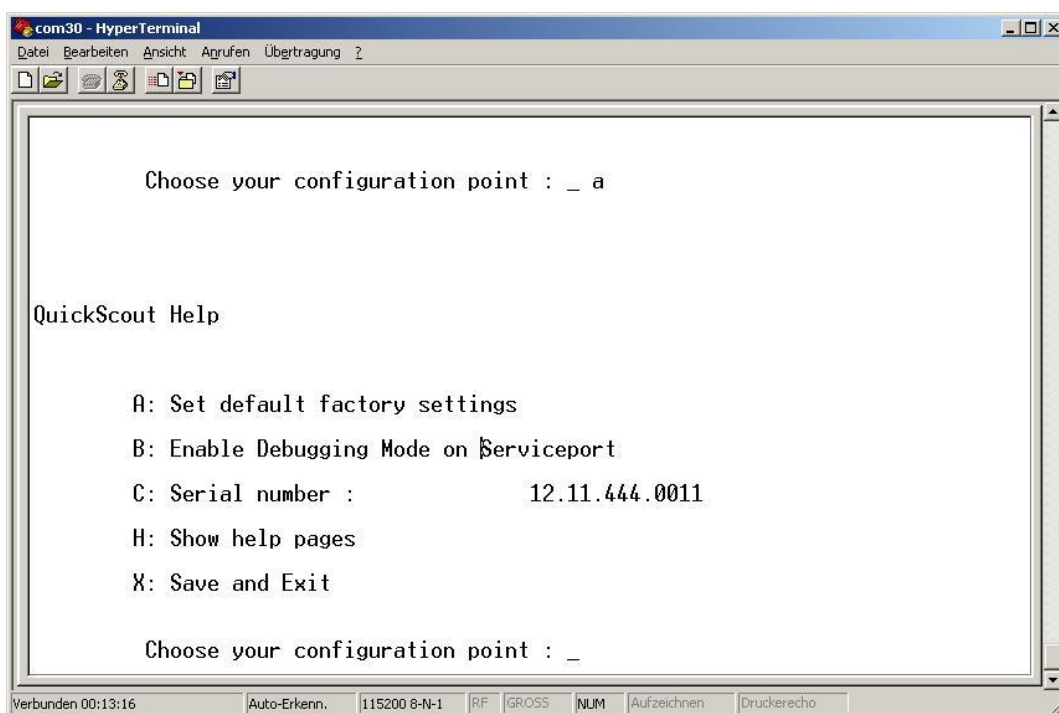 com30 - HyperTerminal
Datei Bearbeiten Ansicht Anrufen Übertragung ?
Choose your configuration point : _ a
QuickScout Help
A: Set default factory settings
B: Enable Debugging Mode on Serviceport
C: Serial number : 12.11.444.0011
H: Show help pages
X: Save and Exit
Choose your configuration point : _
Verbunden 00:13:16 Auto-Erkenn. 115200 8-N-1 RF GROSS NUM Aufzeichnen Druckerecho